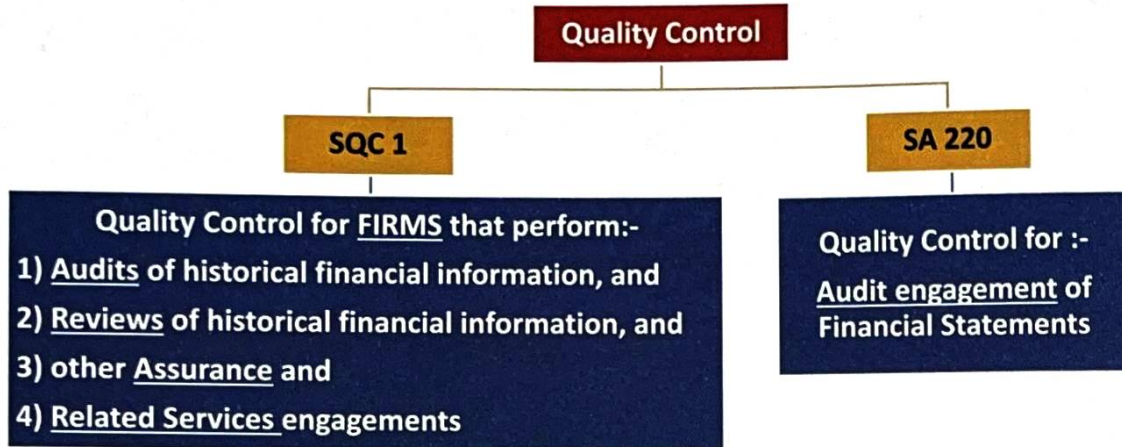 Quality Control
SQC 1
SA 220
Quality Control for FIRMS that perform:-
1) Audits of historical financial information, and
2) Reviews of historical financial information, and
3) other Assurance and
4) Related Services engagements
Quality Control for :-
Audit engagement of
Financial Statements